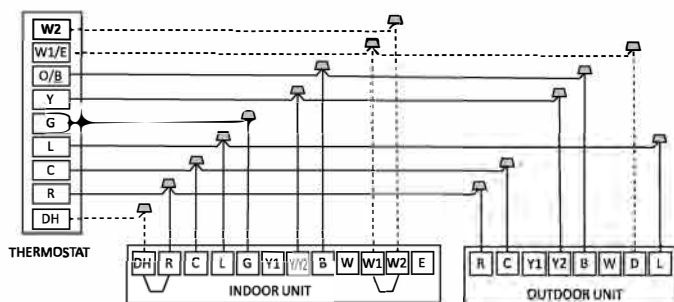 W2
W1/E
O/B
Y
G
L
C
R
DH
THERMOSTAT
DH R C L G Y1 Y/Y2 B W W1 W2 E
INDOOR UNIT
R C Y1 Y2 B W D L
OUTDOOR UNIT